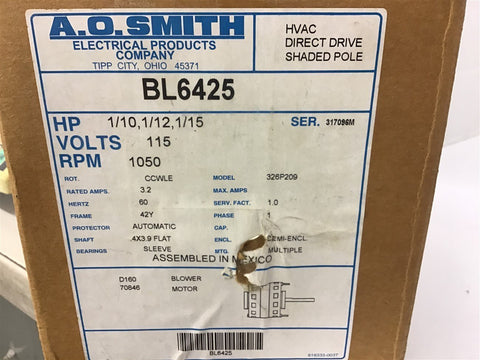 A.O.SMITH
ELECTRICAL PRODUCTS
COMPANY
TIPP CITY, OHIO 45371
HVAC
DIRECT DRIVE
SHADED POLE
BL6425
HP 1/10,1/12,1/15 SER. 317096M
VOLTS 115
RPM 1050
ROT. CCWLE MODEL 326P209
RATED AMPS. 3.2 MAX. AMPS
HERTZ 60 SERV. FACT. 1.0
FRAME 42Y PHASE 1
PROTECTOR AUTOMATIC CAP.
SHAFT .4X3.9 FLAT ENCL. SEMI-ENCL
BEARINGS SLEEVE MTG. MULTIPLE
ASSEMBLED IN MEXICO
D160 BLOWER
70846 MOTOR
BL6425